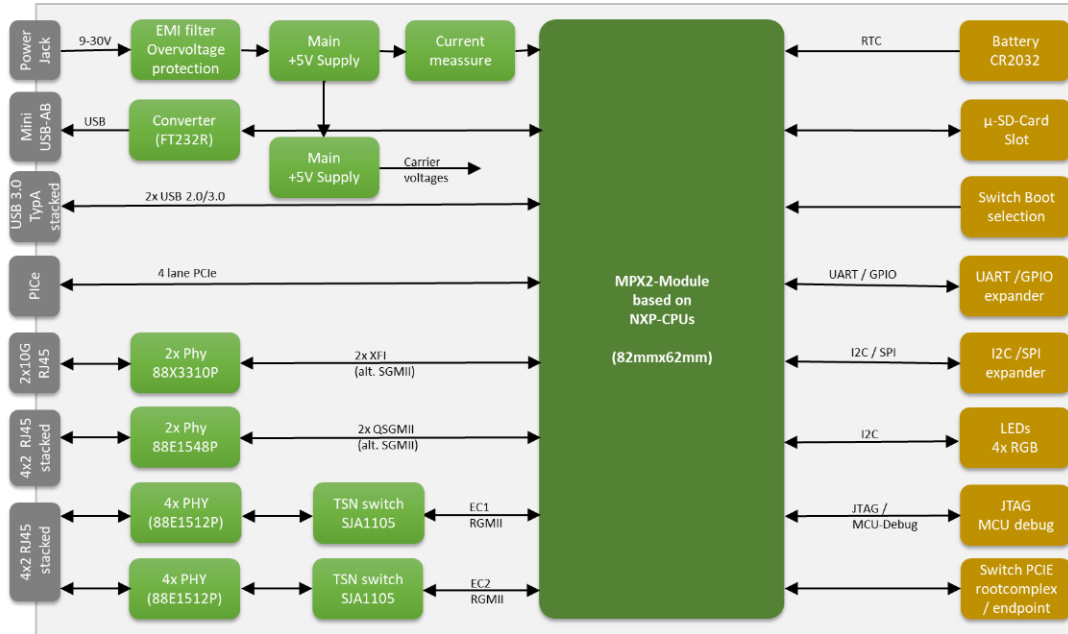 Power
Jack
9-30V
EMI filter
Overvoltage
protection
Main
+5V Supply
Current
meassure
RTC
Battery
CR2032
Mini
USB-AB
USB
Converter
(FT232R)
µ-SD-Card
Slot
Main
+5V Supply
Carrier
voltages
USB 3.0
TypA
stacked
2x USB 2.0/3.0
Switch Boot
selection
PICe
4 lane PCIe
MPX2-Module
based on
NXP-CPUs
(82mmx62mm)
UART / GPIO
UART /GPIO
expander
2x10G
RJ45
2x Phy
88X3310P
2x XFI
(alt. SGMII)
I2C / SPI
I2C /SPI
expander
4x2 RJ45
stacked
2x Phy
88E1548P
2x QSGMII
(alt. SGMII)
I2C
LEDs
4x RGB
4x2 RJ45
stacked
4x PHY
(88E1512P)
TSN switch
SJA1105
EC1
RGMII
JTAG /
MCU-Debug
JTAG
MCU debug
4x PHY
(88E1512P)
TSN switch
SJA1105
EC2
RGMII
Switch PCIE
rootcomplex
/ endpoint